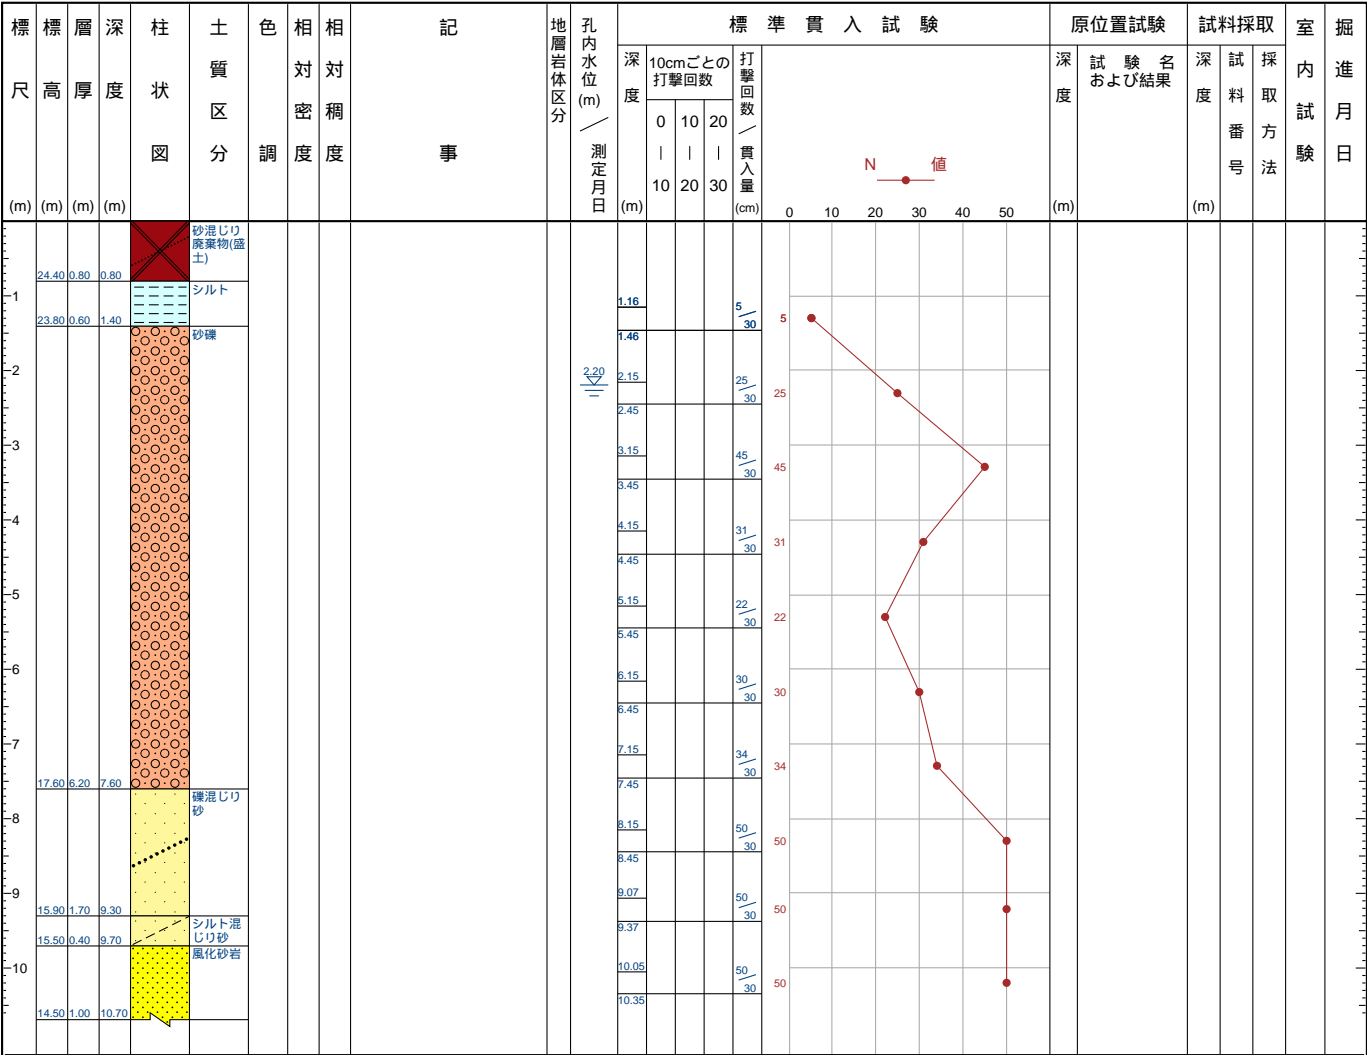 標尺(m)
標高(m)
層厚(m)
深度(m)
柱状図
土質区分
色調
相対密度
相対稠度
記事
地層岩体区分
孔内水位(m)／測定月日
標準貫入試験
深度(m)
10cmごとの
打撃回数
0 | 10
10 | 20
20 | 30
打撃回数／貫入量(cm)
N 値
0 10 20 30 40 50
原位置試験
深度(m)
試験名
および結果
試料採取
深度(m)
試料番号
採取方法
室内試験
掘進月日
砂混じり
廃棄物(盛
土)
24.40 0.80 0.80
シルト
1
1.16 5/30 5
23.80 0.60 1.40
砂礫
1.46
2
2.20
2.15 25/30 25
2.45
3
3.15 45/30 45
3.45
4
4.15 31/30 31
4.45
5
5.15 22/30 22
5.45
6
6.15 30/30 30
6.45
7
7.15 34/30 34
7.45
17.60 6.20 7.60
礫混じり
砂
8
8.15 50/30 50
8.45
9
9.07 50/30 50
15.90 1.70 9.30
9.37
シルト混
じり砂
15.50 0.40 9.70
風化砂岩
10
10.05 50/30 50
10.35
14.50 1.00 10.70